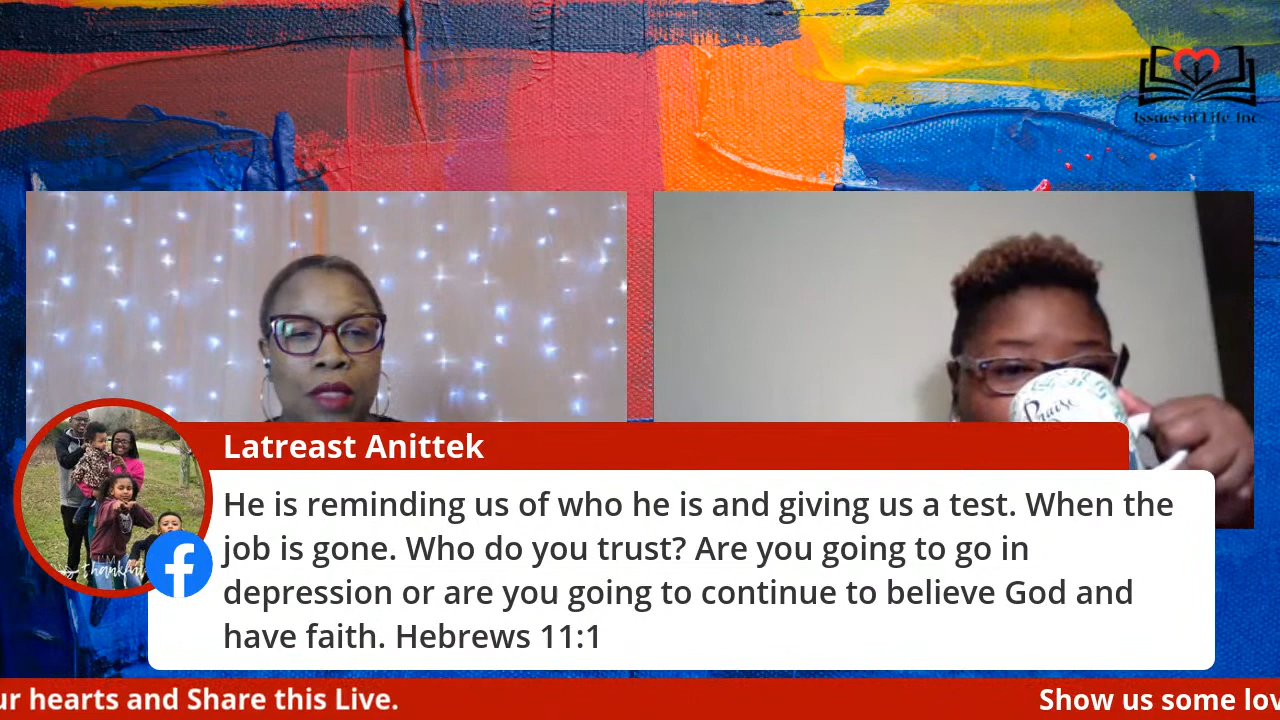 Issues of Life Inc
Praise
Latreast Anittek
He is reminding us of who he is and giving us a test. When the
job is gone. Who do you trust? Are you going to go in
depression or are you going to continue to believe God and
have faith. Hebrews 11:1
ur hearts and Share this Live.
Show us some lov